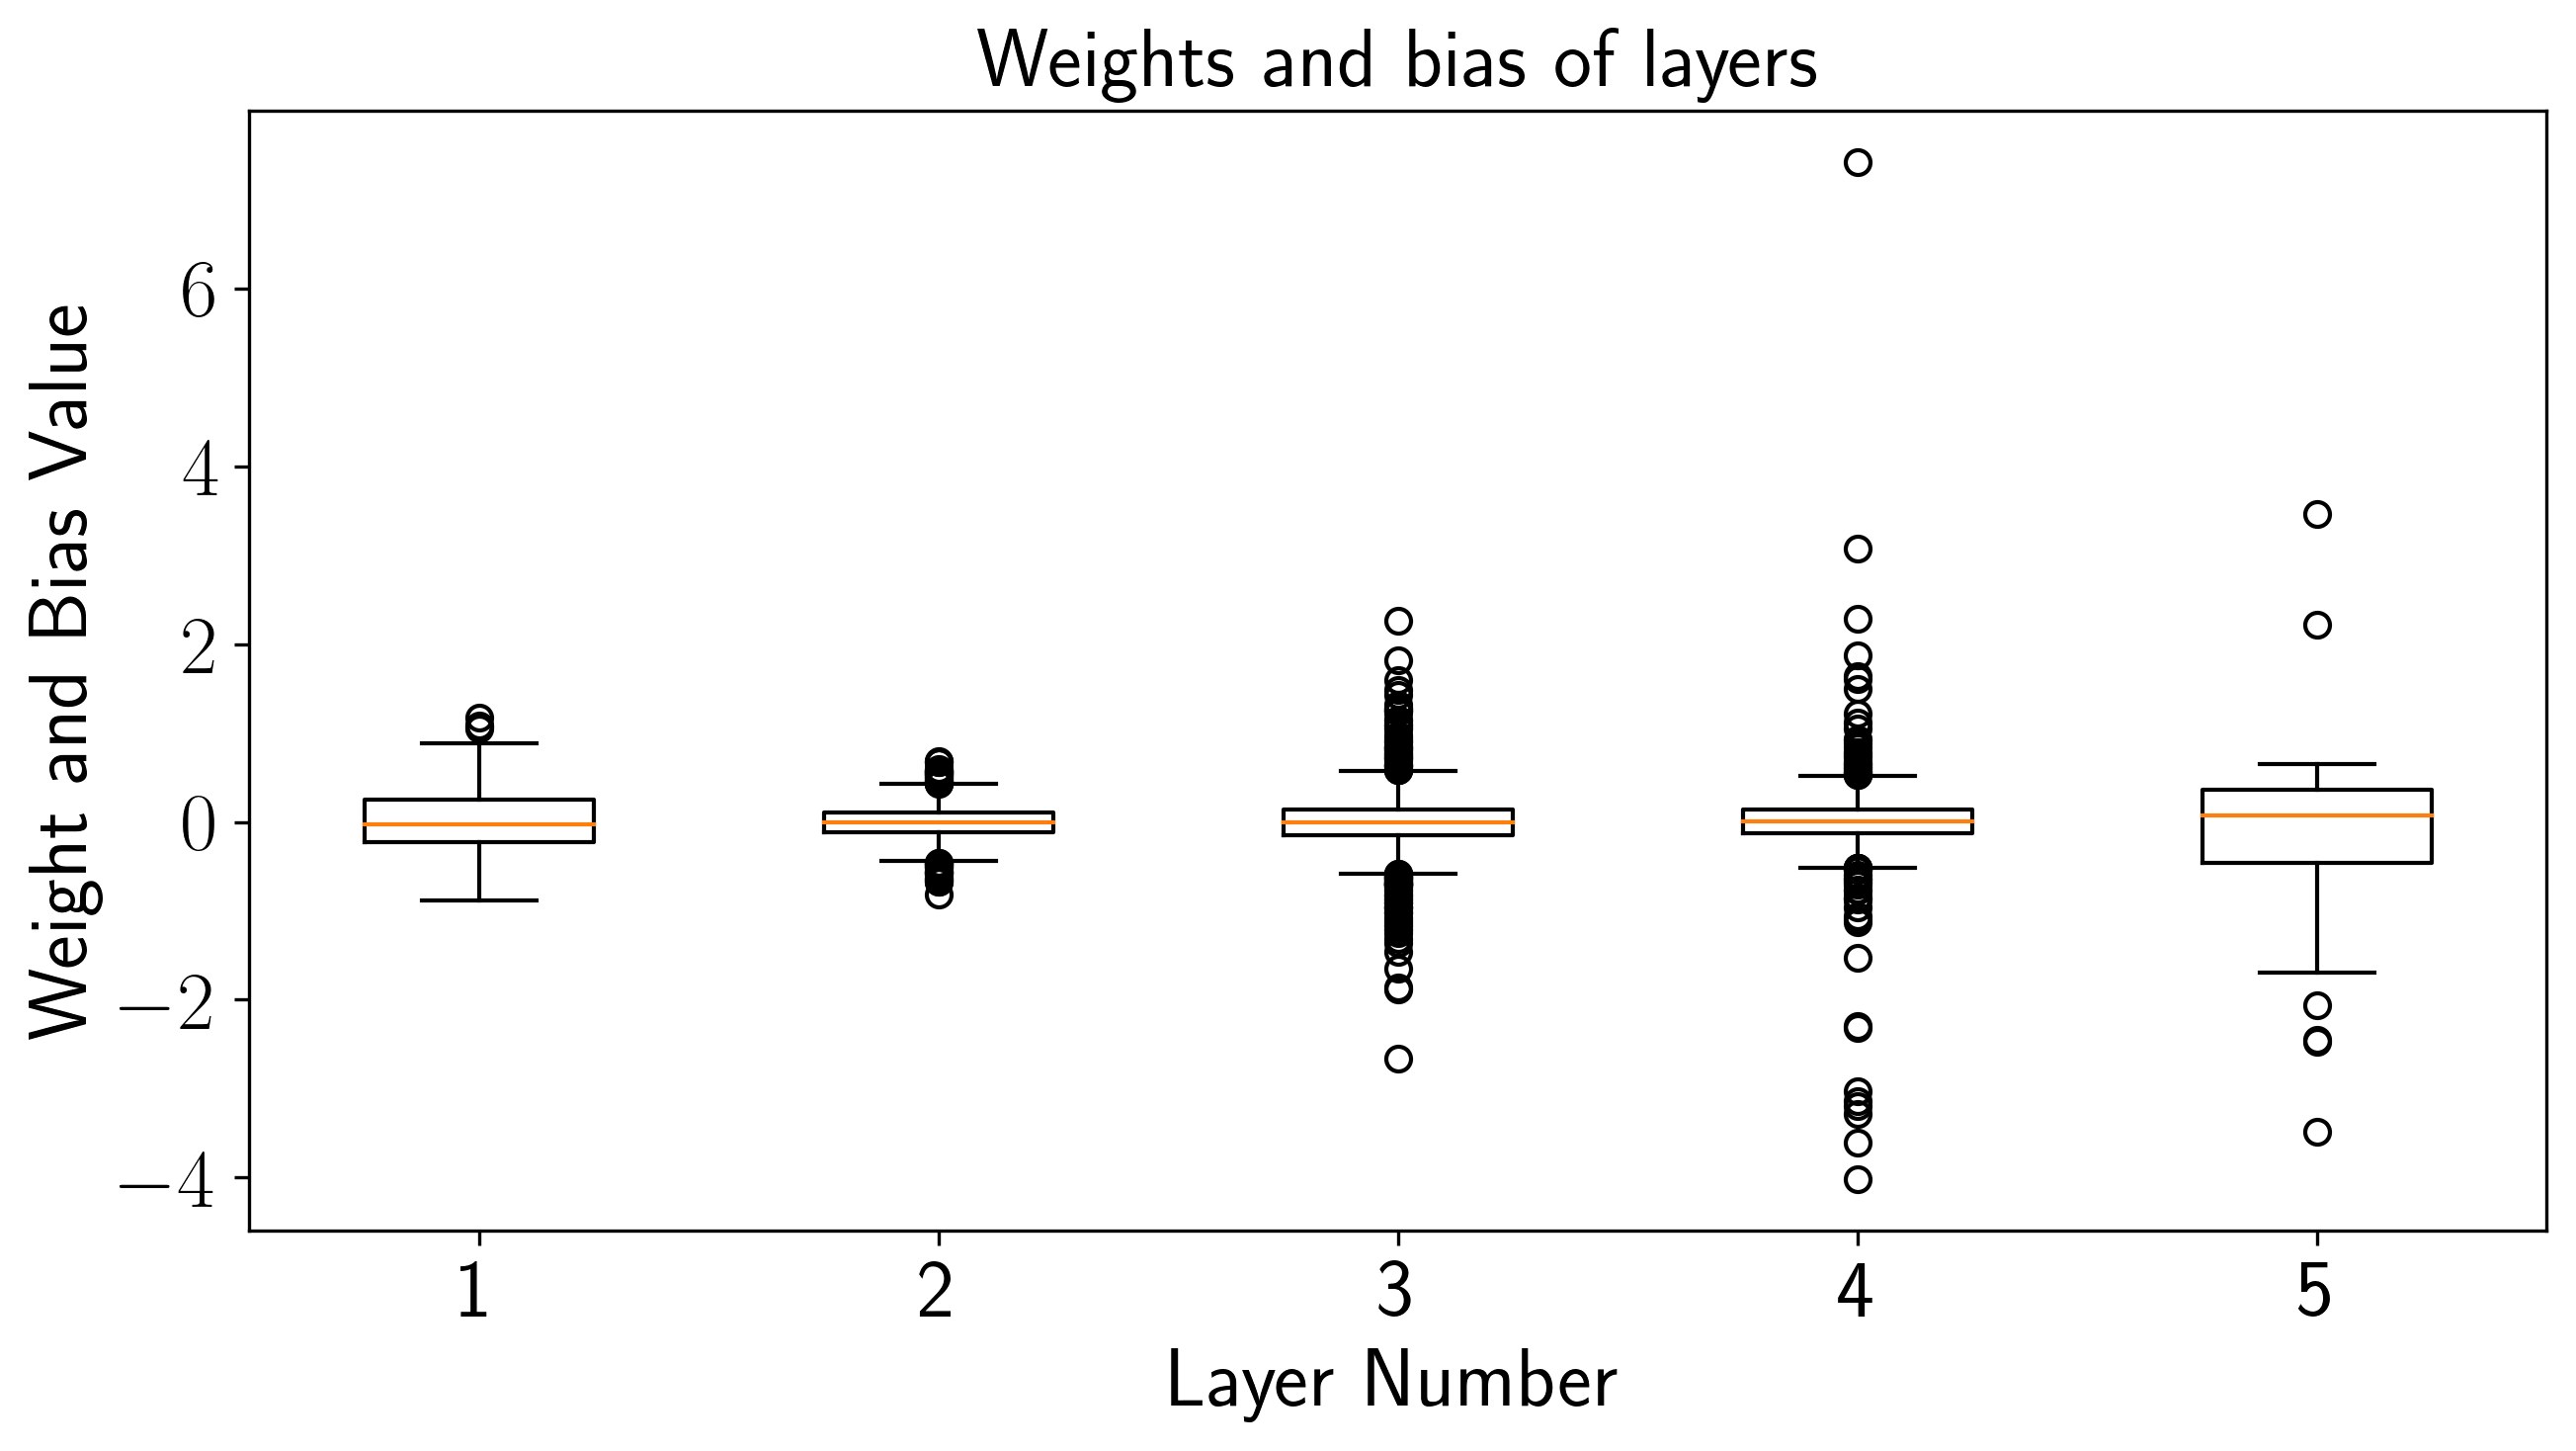 Weights and bias of layers
Weight and Bias Value
6
4
2
0
−2
−4
1 2 3 4 5
Layer Number